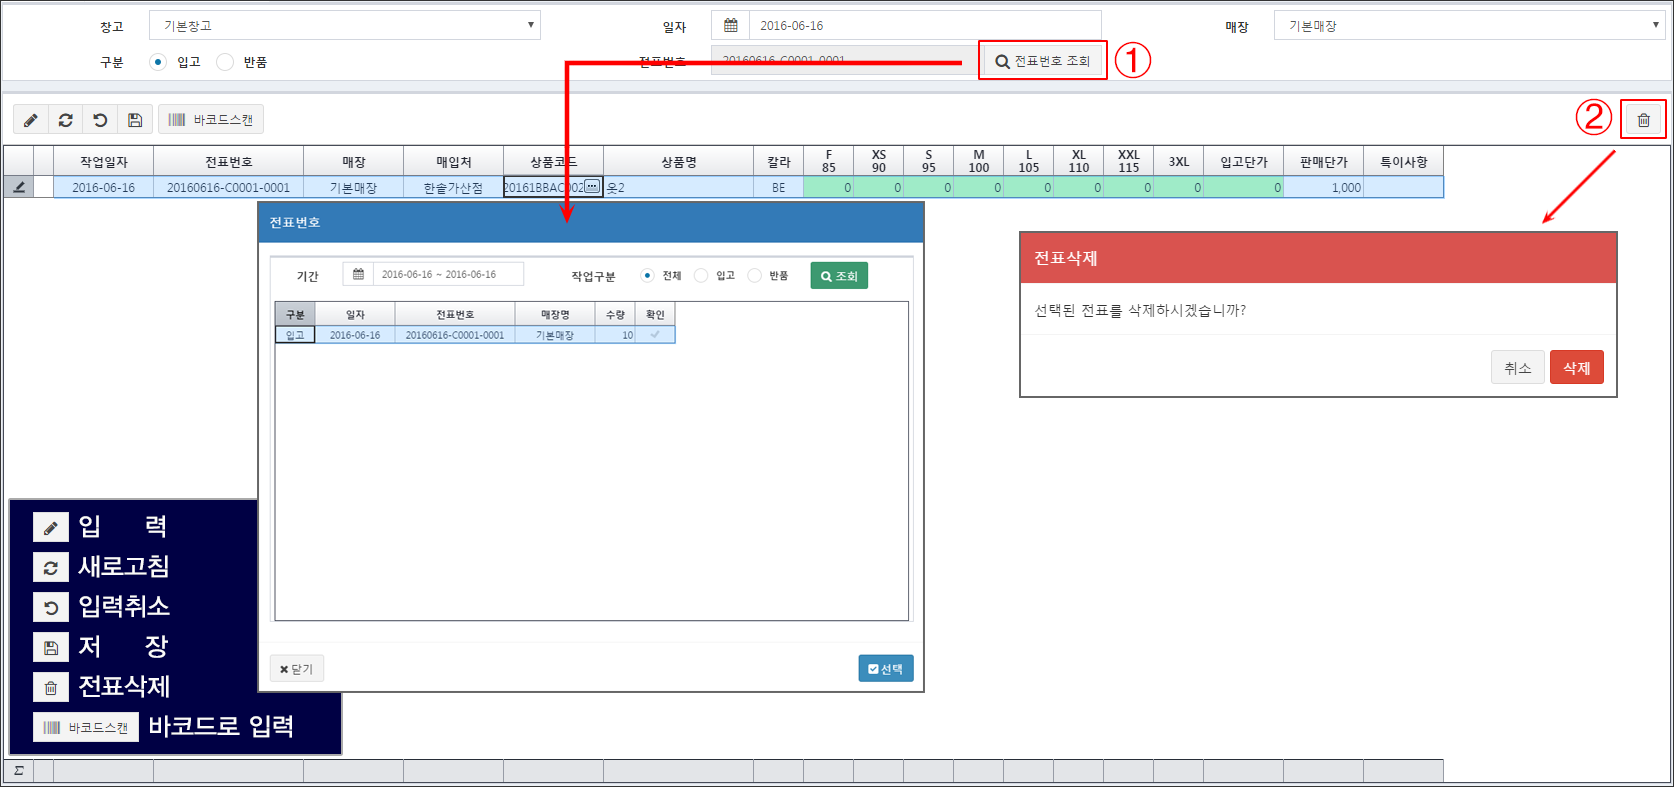 창고 기본창고 일자 2016-06-16 매장 기본매장
구분 입고 반품 전표번호 20160616-C0001-0001 전표번호 조회 ①
바코드스캔 ②
작업일자 전표번호 매장 매입처 상품코드 상품명 칼라 F 85 XS 90 S 95 M 100 L 105 XL 110 XXL 115 3XL 입고단가 판매단가 특이사항
2016-06-16 20160616-C0001-0001 기본매장 한솔가산점 20161BBAC002 ... 옷2 BE 0 0 0 0 0 0 0 0 0 1,000
전표번호
기간 2016-06-16 ~ 2016-06-16 작업구분 전체 입고 반품 조회
구분 일자 전표번호 매장명 수량 확인
입고 2016-06-16 20160616-C0001-0001 기본매장 10
닫기 선택
전표삭제
선택된 전표를 삭제하시겠습니까?
취소 삭제
입 력
새로고침
입력취소
저 장
전표삭제
바코드스캔 바코드로 입력
Σ